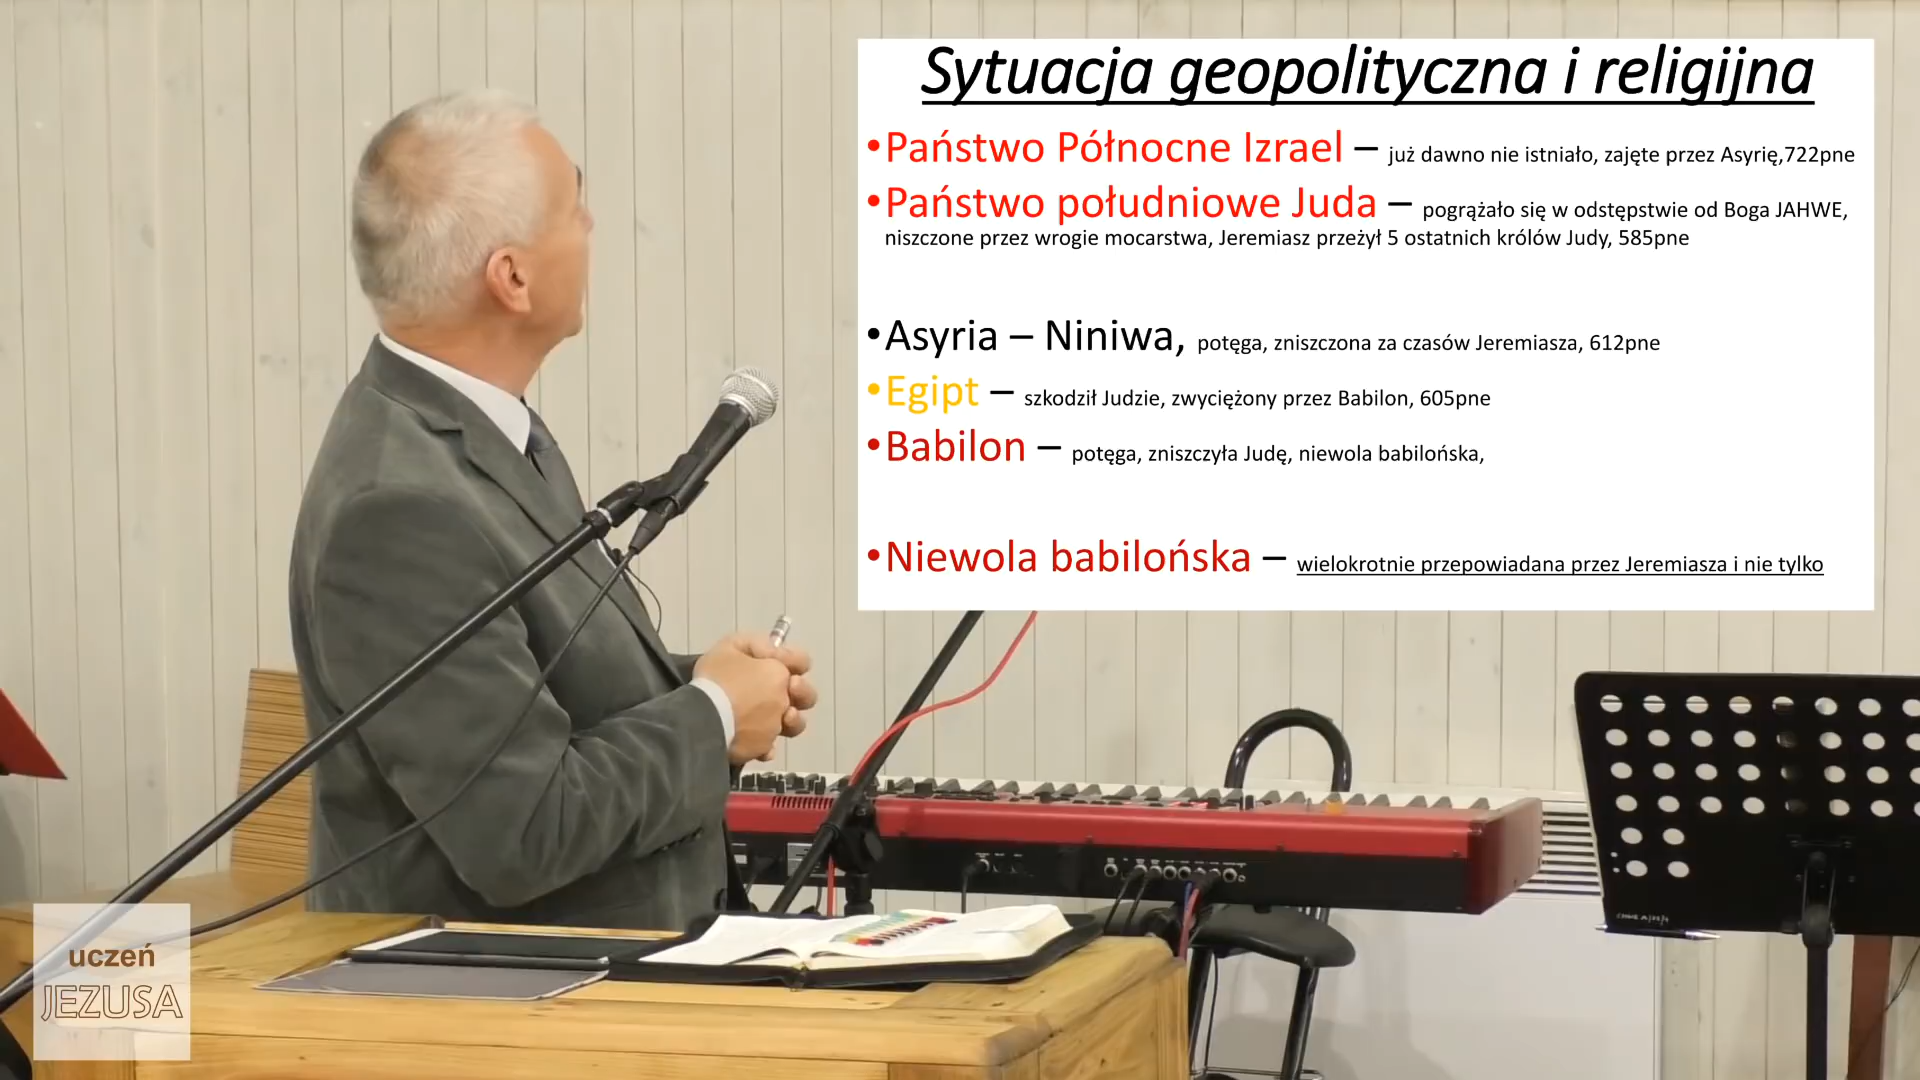 Sytuacja geopolityczna i religijna
•Państwo Północne Izrael – już dawno nie istniało, zajęte przez Asyrię,722pne
•Państwo południowe Juda – pogrążało się w odstępstwie od Boga JAHWE,
niszczone przez wrogie mocarstwa, Jeremiasz przeżył 5 ostatnich królów Judy, 585pne
•Asyria – Niniwa, potęga, zniszczona za czasów Jeremiasza, 612pne
•Egipt – szkodził Judzie, zwyciężony przez Babilon, 605pne
•Babilon – potęga, zniszczyła Judę, niewola babilońska,
•Niewola babilońska – wielokrotnie przepowiadana przez Jeremiasza i nie tylko
uczeń
JEZUSA